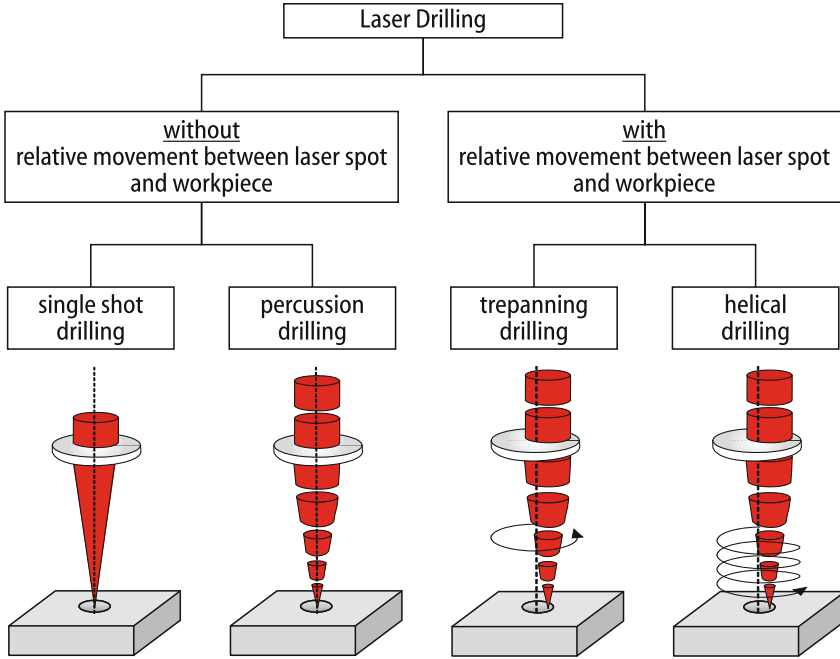 Laser Drilling
without
relative movement between laser spot
and workpiece
with
relative movement between laser spot
and workpiece
single shot
drilling
percussion
drilling
trepanning
drilling
helical
drilling